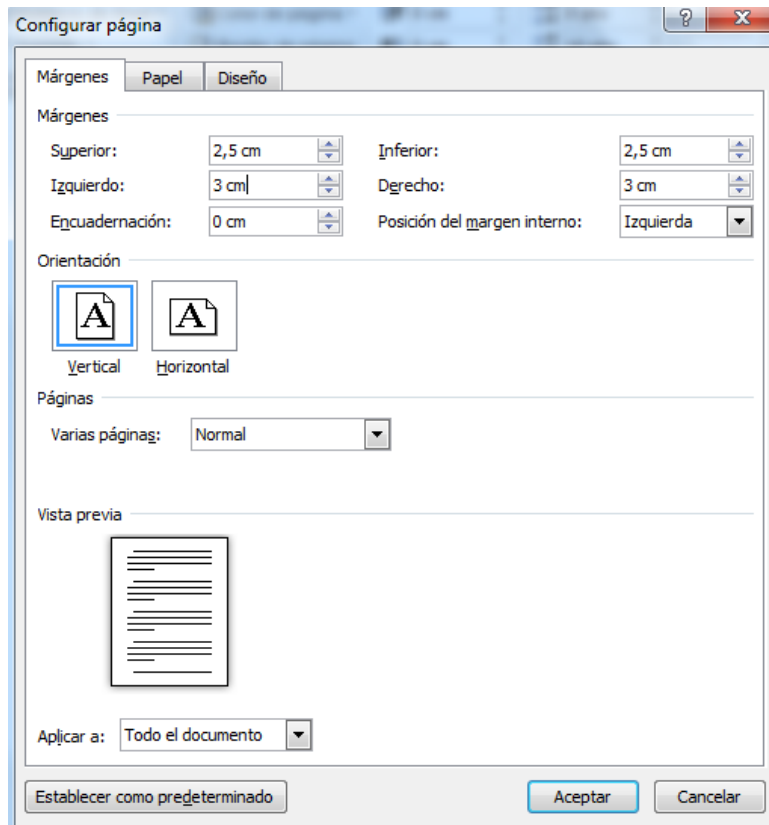 Configurar página
Márgenes Papel Diseño
Márgenes
Superior: 2,5 cm Inferior: 2,5 cm
Izquierdo: 3 cm Derecho: 3 cm
Encuadernación: 0 cm Posición del margen interno: Izquierda
Orientación
A A
Vertical Horizontal
Páginas
Varias páginas: Normal
Vista previa
Aplicar a: Todo el documento
Establecer como predeterminado Aceptar Cancelar